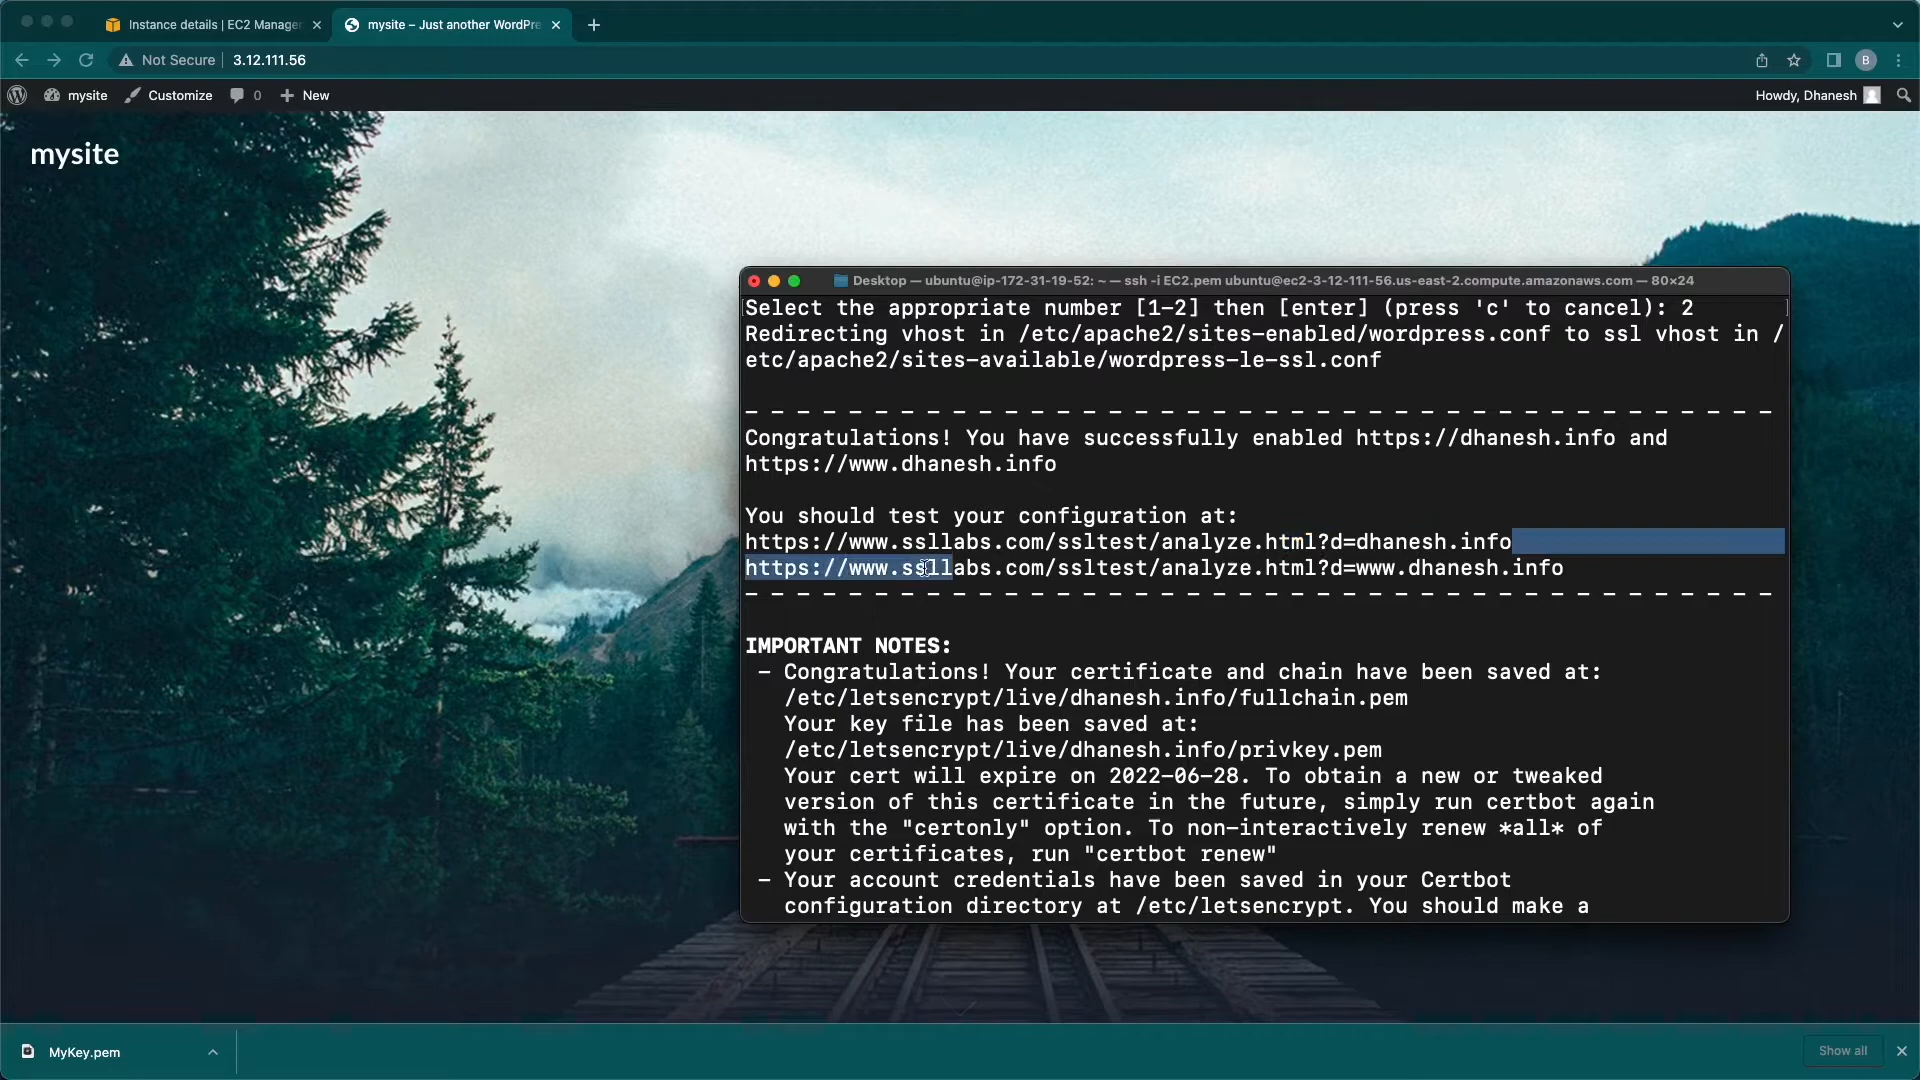 Instance details | EC2 Manage
mysite – Just another WordPre
Not Secure
3.12.111.56
B
mysite
Customize
0
New
Howdy, Dhanesh
mysite
Desktop — ubuntu@ip-172-31-19-52: ~ — ssh -i EC2.pem ubuntu@ec2-3-12-111-56.us-east-2.compute.amazonaws.com — 80×24
Select the appropriate number [1-2] then [enter] (press 'c' to cancel): 2
Redirecting vhost in /etc/apache2/sites-enabled/wordpress.conf to ssl vhost in /
etc/apache2/sites-available/wordpress-le-ssl.conf
- - - - - - - - - - - - - - - - - - - - - - - - - - - - - - - - - - - - - - - -
Congratulations! You have successfully enabled https://dhanesh.info and
https://www.dhanesh.info
You should test your configuration at:
https://www.ssllabs.com/ssltest/analyze.html?d=dhanesh.info
https://www.ssllabs.com/ssltest/analyze.html?d=www.dhanesh.info
- - - - - - - - - - - - - - - - - - - - - - - - - - - - - - - - - - - - - - - -
IMPORTANT NOTES:
- Congratulations! Your certificate and chain have been saved at:
/etc/letsencrypt/live/dhanesh.info/fullchain.pem
Your key file has been saved at:
/etc/letsencrypt/live/dhanesh.info/privkey.pem
Your cert will expire on 2022-06-28. To obtain a new or tweaked
version of this certificate in the future, simply run certbot again
with the "certonly" option. To non-interactively renew *all* of
your certificates, run "certbot renew"
- Your account credentials have been saved in your Certbot
configuration directory at /etc/letsencrypt. You should make a
MyKey.pem
Show all